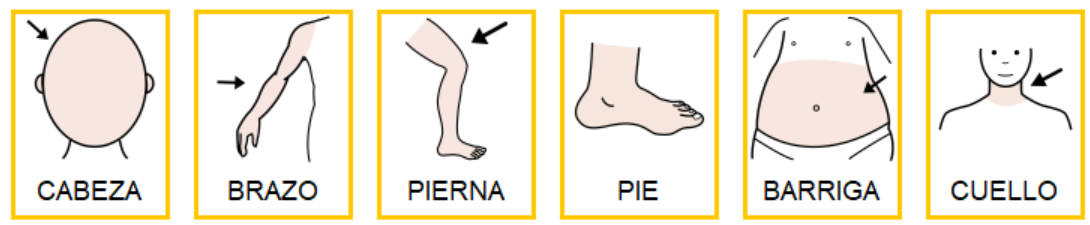 CABEZA
BRAZO
PIERNA
PIE
BARRIGA
CUELLO